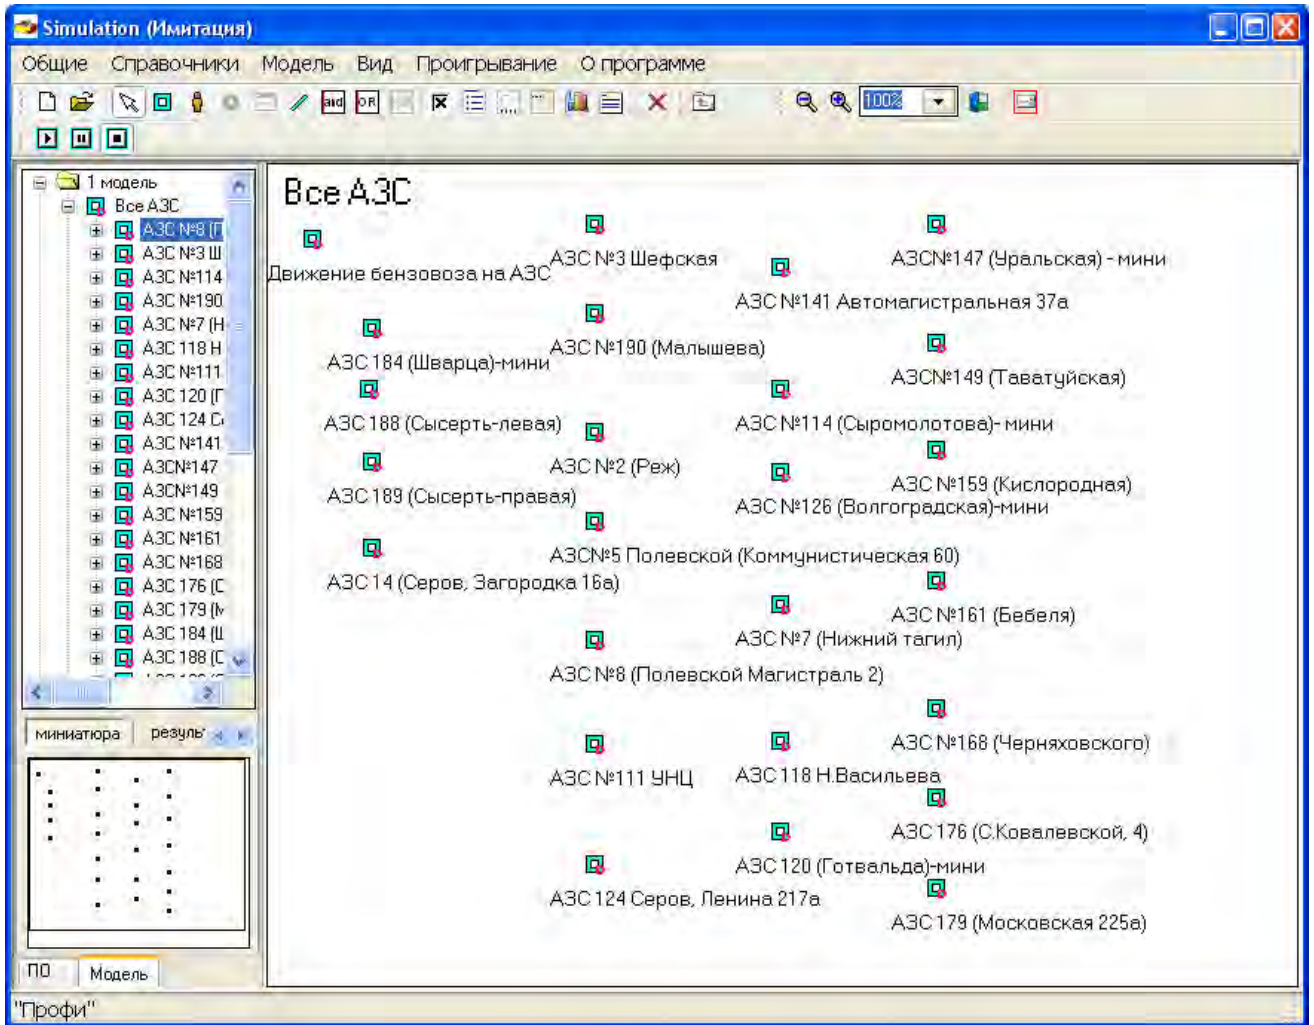 Simulation (Имитация)
Общие Справочники Модель Вид Проигрывание О программе
aid OR 100%
1 модель
Все АЗС
АЗС №8 (П
АЗС №3 Ш
АЗС №114
АЗС №190
АЗС №7 (Н
АЗС 118 Н
АЗС №111
АЗС 120 (Г
АЗС 124 С
АЗС №141
АЗС№147
АЗС№149
АЗС №159
АЗС №161
АЗС №168
АЗС 176 (С
АЗС 179 (М
АЗС 184 (Ш
АЗС 188 (С
миниатюра резуль
ПО Модель
"Профи"
Все АЗС
Движение бензовоза на АЗС
АЗС 184 (Шварца)-мини
АЗС 188 (Сысерть-левая)
АЗС 189 (Сысерть-правая)
АЗС 14 (Серов, Загородка 16а)
АЗС №3 Шефская
АЗС №190 (Малышева)
АЗС №2 (Реж)
АЗС№5 Полевской (Коммунистическая 60)
АЗС №8 (Полевской Магистраль 2)
АЗС №111 УНЦ
АЗС 124 Серов, Ленина 217а
АЗС №141 Автомагистральная 37а
АЗС №114 (Сыромолотова)- мини
АЗС №126 (Волгоградская)-мини
АЗС №7 (Нижний тагил)
АЗС 118 Н.Васильева
АЗС 120 (Готвальда)-мини
АЗС№147 (Уральская) - мини
АЗС№149 (Таватуйская)
АЗС №159 (Кислородная)
АЗС №161 (Бебеля)
АЗС №168 (Черняховского)
АЗС 176 (С.Ковалевской, 4)
АЗС 179 (Московская 225а)